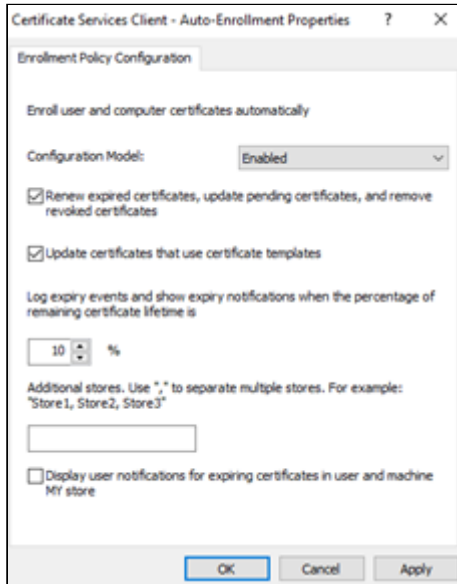 Certificate Services Client - Auto-Enrollment Properties ? X
Enrollment Policy Configuration
Enroll user and computer certificates automatically
Configuration Model: Enabled
Renew expired certificates, update pending certificates, and remove
revoked certificates
Update certificates that use certificate templates
Log expiry events and show expiry notifications when the percentage of
remaining certificate lifetime is
10 %
Additional stores. Use "," to separate multiple stores. For example:
"Store1, Store2, Store3"
Display user notifications for expiring certificates in user and machine
MY store
OK Cancel Apply